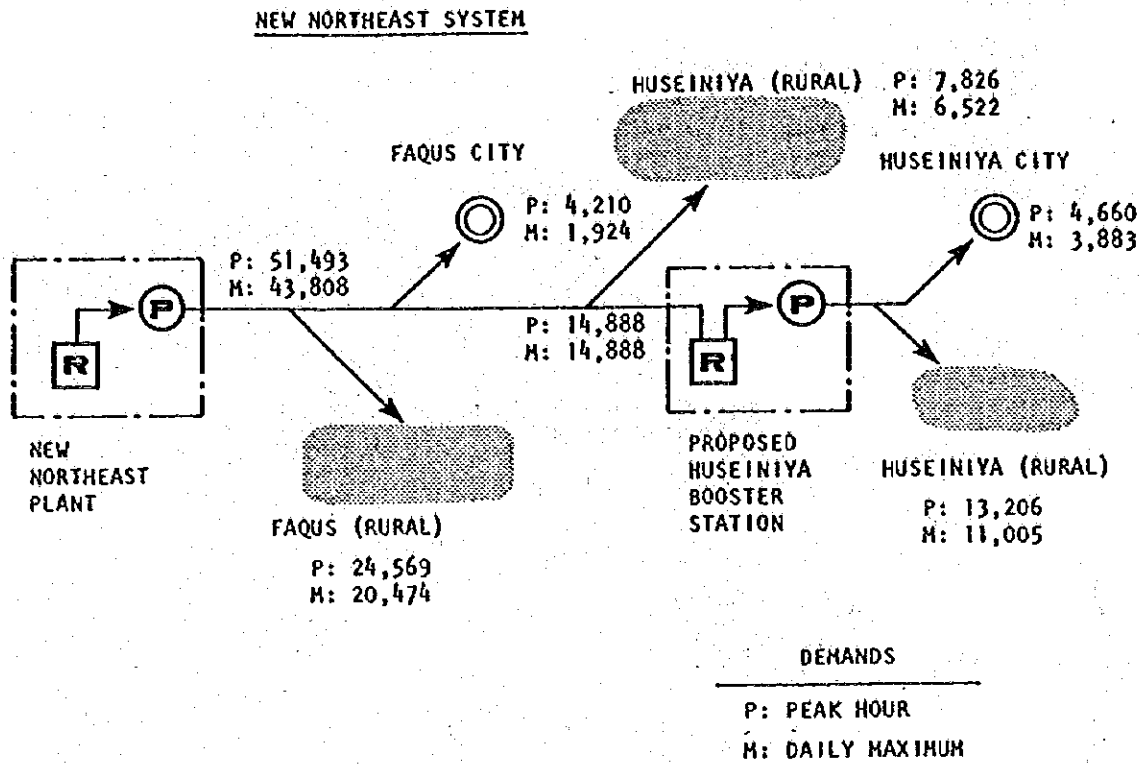 NEW NORTHEAST SYSTEM
HUSEINIYA (RURAL)
P: 7,826
M: 6,522
FAQUS CITY
P: 4,210
M: 1,924
HUSEINIYA CITY
P: 4,660
M: 3,883
P: 51,493
M: 43,808
P
R
P: 14,888
M: 14,888
P
R
NEW
NORTHEAST
PLANT
FAQUS (RURAL)
P: 24,569
M: 20,474
PROPOSED
HUSEINIYA
BOOSTER
STATION
HUSEINIYA (RURAL)
P: 13,206
M: 11,005
DEMANDS
P: PEAK HOUR
M: DAILY MAXIMUM